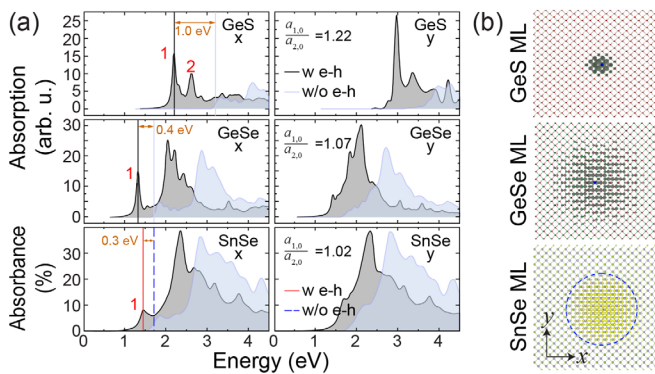 (a)
Absorption
(arb. u.)
Absorbance
(%)
25
20
15
10
5
0
1.0 eV
GeS
x
1
2
a1,0
a2,0
=1.22
w e-h
w/o e-h
GeS
y
30
20
10
0
0.4 eV
GeSe
x
1
a1,0
a2,0
=1.07
GeSe
y
30
20
10
0
0.3 eV
SnSe
x
1
a1,0
a2,0
=1.02
w e-h
w/o e-h
SnSe
y
0 1 2 3 4 0 1 2 3 4
Energy (eV)
(b)
GeS ML
GeSe ML
SnSe ML
y
x